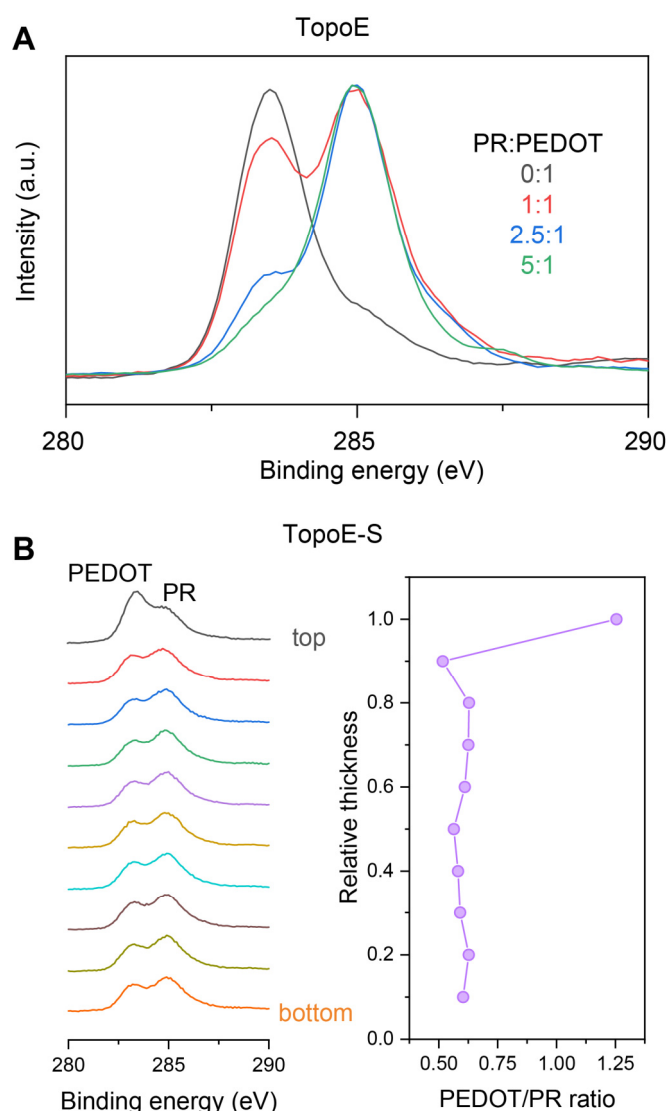 TopoE
A
PR:PEDOT
0:1
1:1
2.5:1
5:1
Intensity (a.u.)
280
285
290
Binding energy (eV)
TopoE-S
B
PEDOT
PR
top
bottom
280
285
290
Binding energy (eV)
Relative thickness
1.0
0.8
0.6
0.4
0.2
0.0
0.50
0.75
1.00
1.25
PEDOT/PR ratio